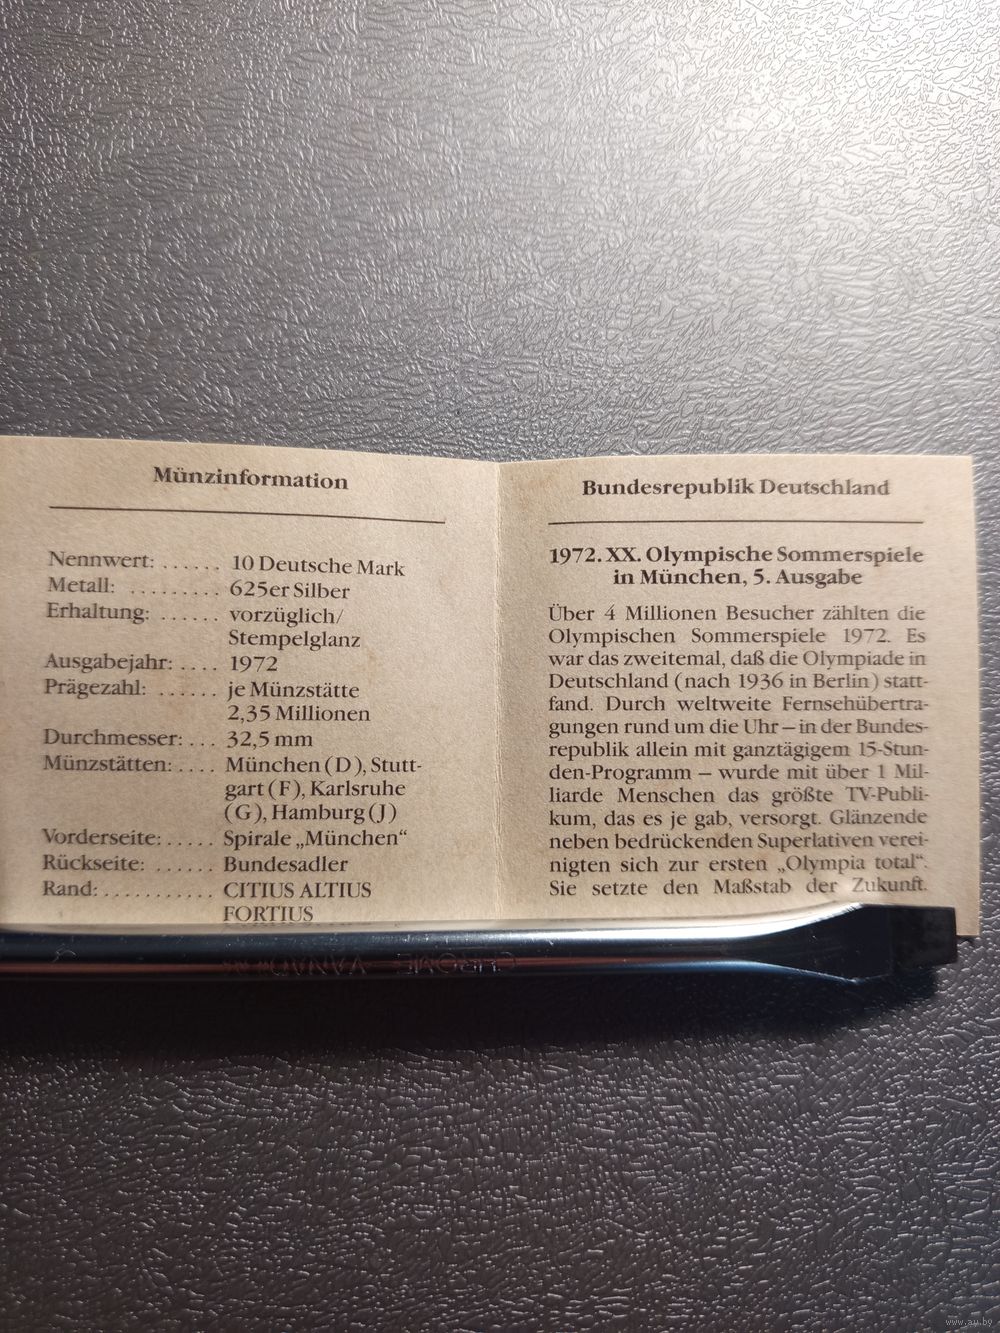 Münzinformation
Nennwert: ...... 10 Deutsche Mark
Metall: ......... 625er Silber
Erhaltung: ...... vorzüglich/
Stempelglanz
Ausgabejahr: .... 1972
Prägezahl: ...... je Münzstätte
2,35 Millionen
Durchmesser: ... 32,5 mm
Münzstätten: .... München (D), Stutt-
gart (F), Karlsruhe
(G), Hamburg (J)
Vorderseite: ..... Spirale „München“
Rückseite: ...... Bundesadler
Rand: ........... CITIUS ALTIUS
FORTIUS
Bundesrepublik Deutschland
1972. XX. Olympische Sommerspiele
in München, 5. Ausgabe
Über 4 Millionen Besucher zählten die
Olympischen Sommerspiele 1972. Es
war das zweitemal, daß die Olympiade in
Deutschland (nach 1936 in Berlin) statt-
fand. Durch weltweite Fernsehübertra-
gungen rund um die Uhr – in der Bundes-
republik allein mit ganztägigem 15-Stun-
den-Programm – wurde mit über 1 Mil-
liarde Menschen das größte TV-Publi-
kum, das es je gab, versorgt. Glänzende
neben bedrückenden Superlativen verei-
nigten sich zur ersten „Olympia total“.
Sie setzte den Maßstab der Zukunft.
CHROME VANADIUM
www.ay.by